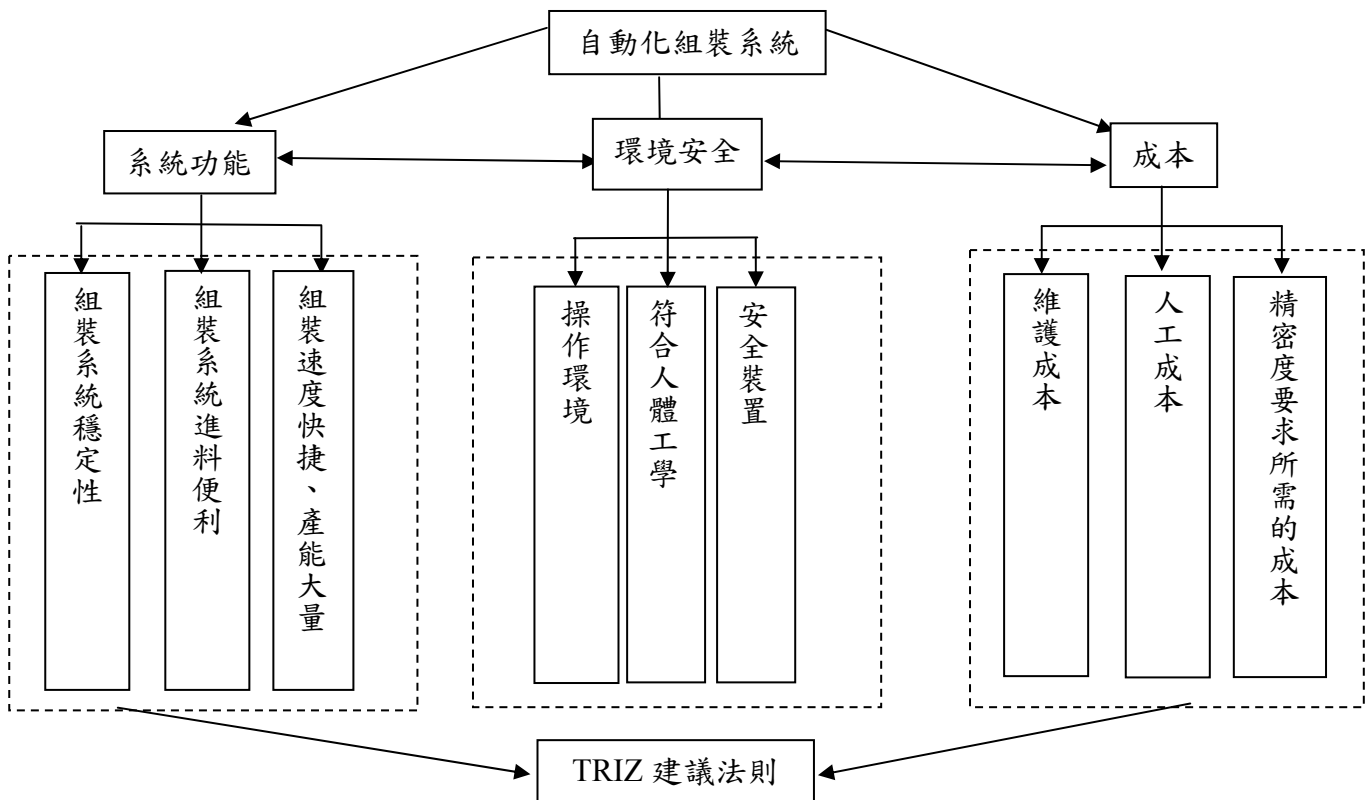 自動化組裝系統
系統功能
環境安全
成本
組裝系統穩定性
組裝系統進料便利
組裝速度快捷、產能大量
操作環境
符合人體工學
安全裝置
維護成本
人工成本
精密度要求所需的成本
TRIZ 建議法則